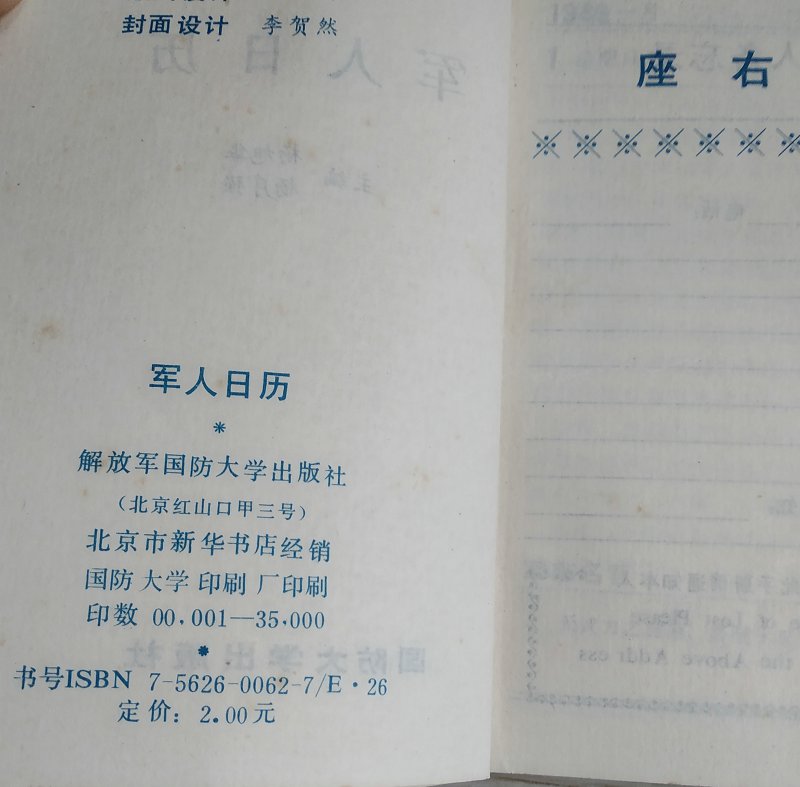 封面设计 李贺然
军人日历
*
解放军国防大学出版社
(北京红山口甲三号)
北京市新华书店经销
国防大学印刷厂印刷
印数 00,001—35,000
*
书号ISBN 7-5626-0062-7/E·26
定价: 2.00元
座 右